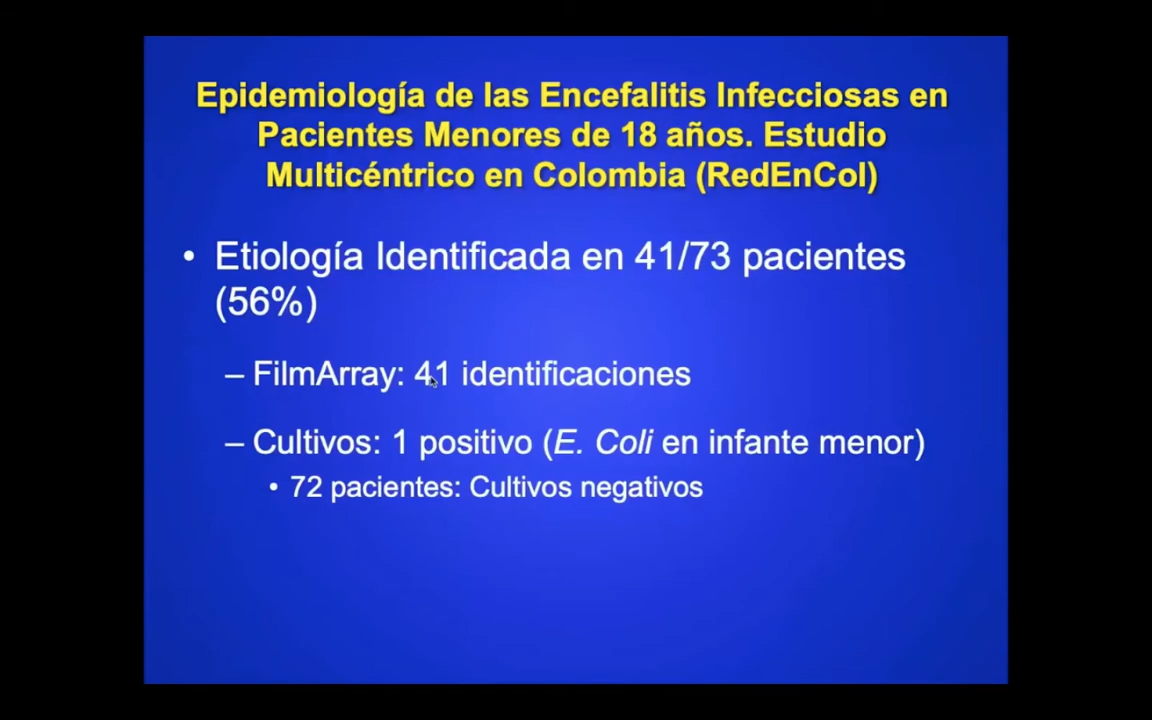 Epidemiología de las Encefalitis Infecciosas en
Pacientes Menores de 18 años. Estudio
Multicéntrico en Colombia (RedEnCol)
• Etiología Identificada en 41/73 pacientes
(56%)
– FilmArray: 41 identificaciones
– Cultivos: 1 positivo (E. Coli en infante menor)
• 72 pacientes: Cultivos negativos